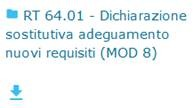 RT 64.01 - Dichiarazione
sostitutiva adeguamento
nuovi requisiti (MOD 8)